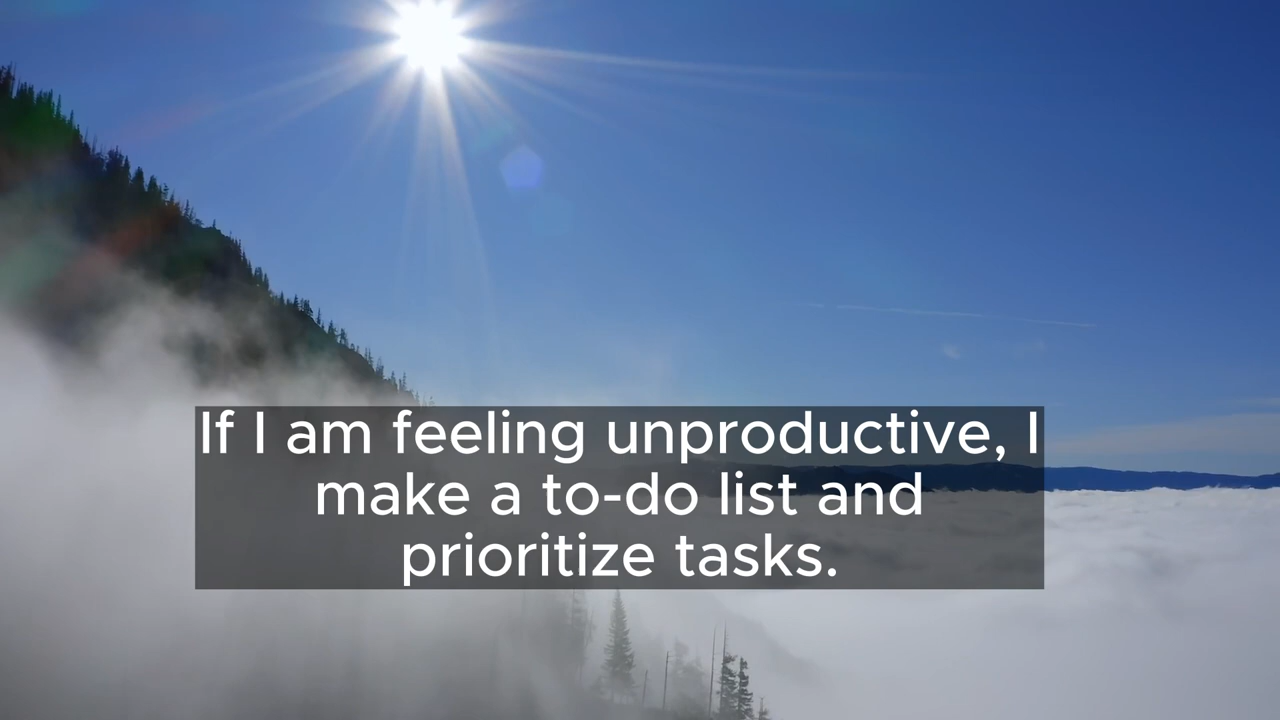 If I am feeling unproductive, I
make a to-do list and
prioritize tasks.